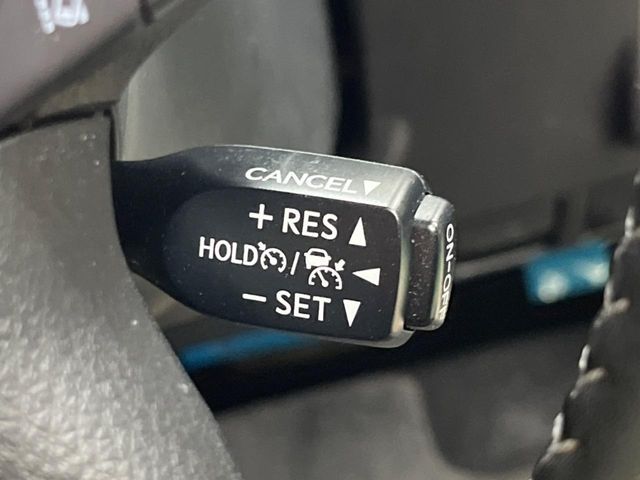 CANCEL▼
+ RES ▲
HOLD / ◀
− SET ▼
ON-OFF